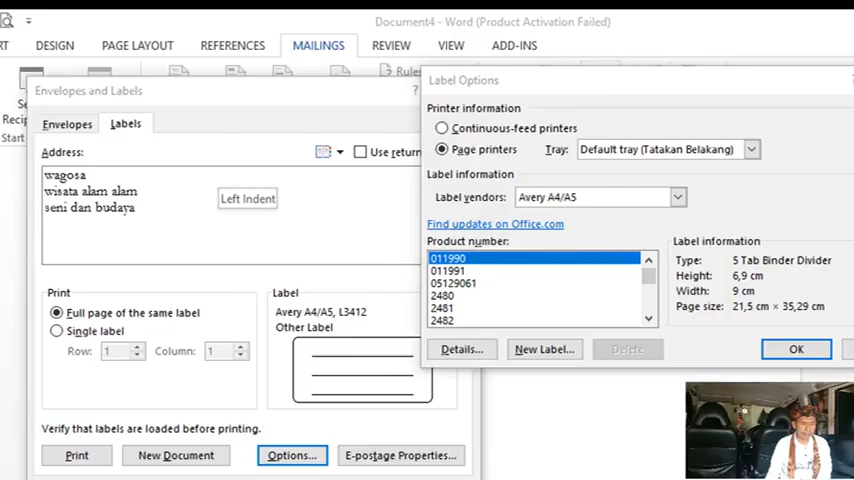 Document4 - Word (Product Activation Failed)
DESIGN PAGE LAYOUT REFERENCES MAILINGS REVIEW VIEW ADD-INS
Rules
Recip
Start
Envelopes and Labels ?
Envelopes Labels
Address: Use return
wagosa
wisata alam alam
seni dan budaya
Left Indent
Print
Full page of the same label
Single label
Row: 1 Column: 1
Label
Avery A4/A5, L3412
Other Label
Verify that labels are loaded before printing.
Print New Document Options... E-postage Properties...
Label Options
Printer information
Continuous-feed printers
Page printers Tray: Default tray (Tatakan Belakang)
Label information
Label vendors: Avery A4/A5
Find updates on Office.com
Product number:
011990
011991
05129061
2480
2481
2482
Label information
Type: 5 Tab Binder Divider
Height: 6,9 cm
Width: 9 cm
Page size: 21,5 cm × 35,29 cm
Details... New Label... Delete OK